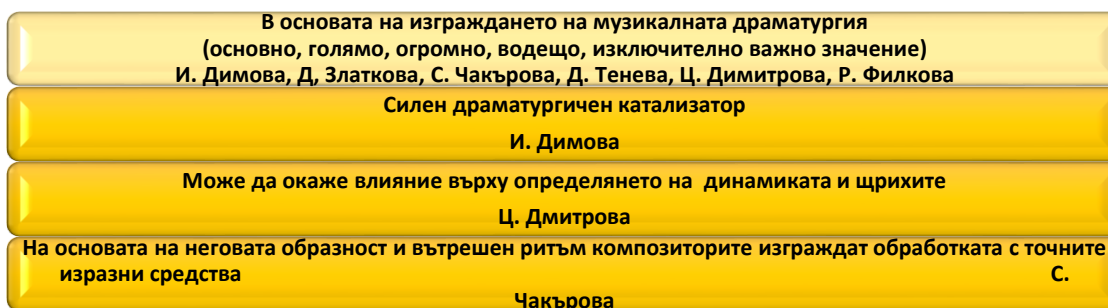 В основата на изграждането на музикалната драматургия
(основно, голямо, огромно, водещо, изключително важно значение)
И. Димова, Д, Златкова, С. Чакърова, Д. Тенева, Ц. Димитрова, Р. Филкова
Силен драматургичен катализатор
И. Димова
Може да окаже влияние върху определянето на динамиката и щрихите
Ц. Дмитрова
На основата на неговата образност и вътрешен ритъм композиторите изграждат обработката с точните
изразни средства С.
Чакърова